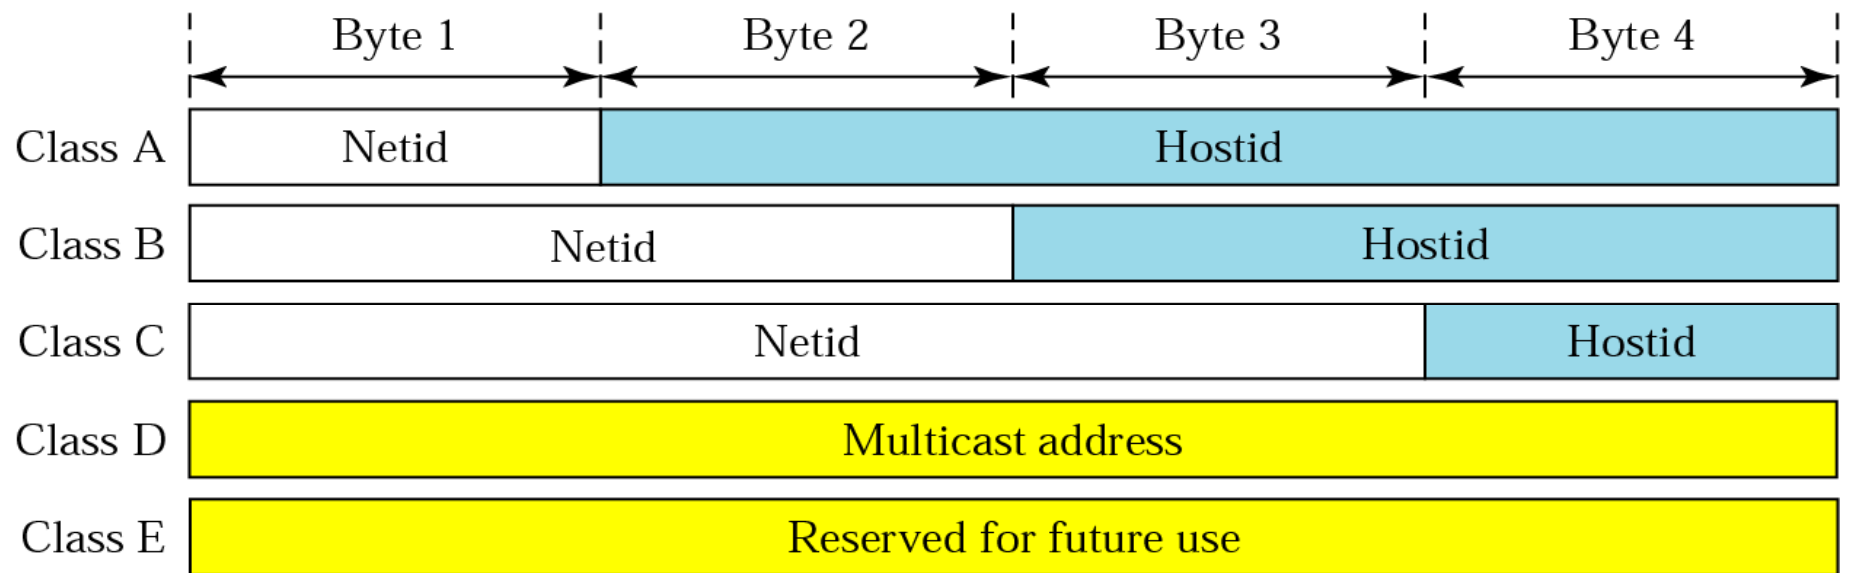 Byte 1 Byte 2 Byte 3 Byte 4
Class A Netid Hostid
Class B Netid Hostid
Class C Netid Hostid
Class D Multicast address
Class E Reserved for future use